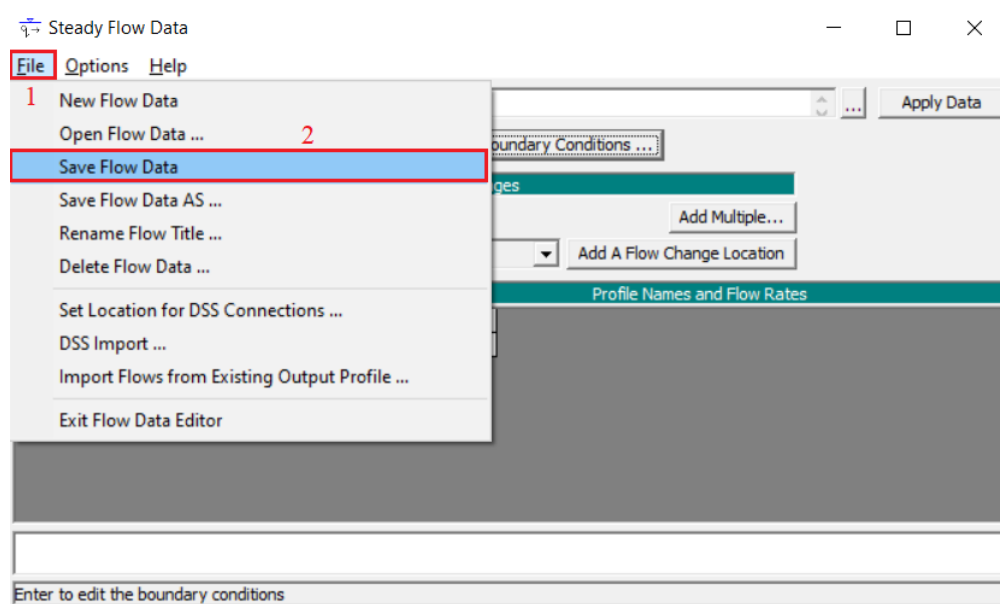 Steady Flow Data
File Options Help
1
New Flow Data
... Apply Data
Open Flow Data ...
2
oundary Conditions ...
Save Flow Data
ges
Save Flow Data AS ...
Add Multiple...
Rename Flow Title ...
Add A Flow Change Location
Delete Flow Data ...
Profile Names and Flow Rates
Set Location for DSS Connections ...
DSS Import ...
Import Flows from Existing Output Profile ...
Exit Flow Data Editor
Enter to edit the boundary conditions